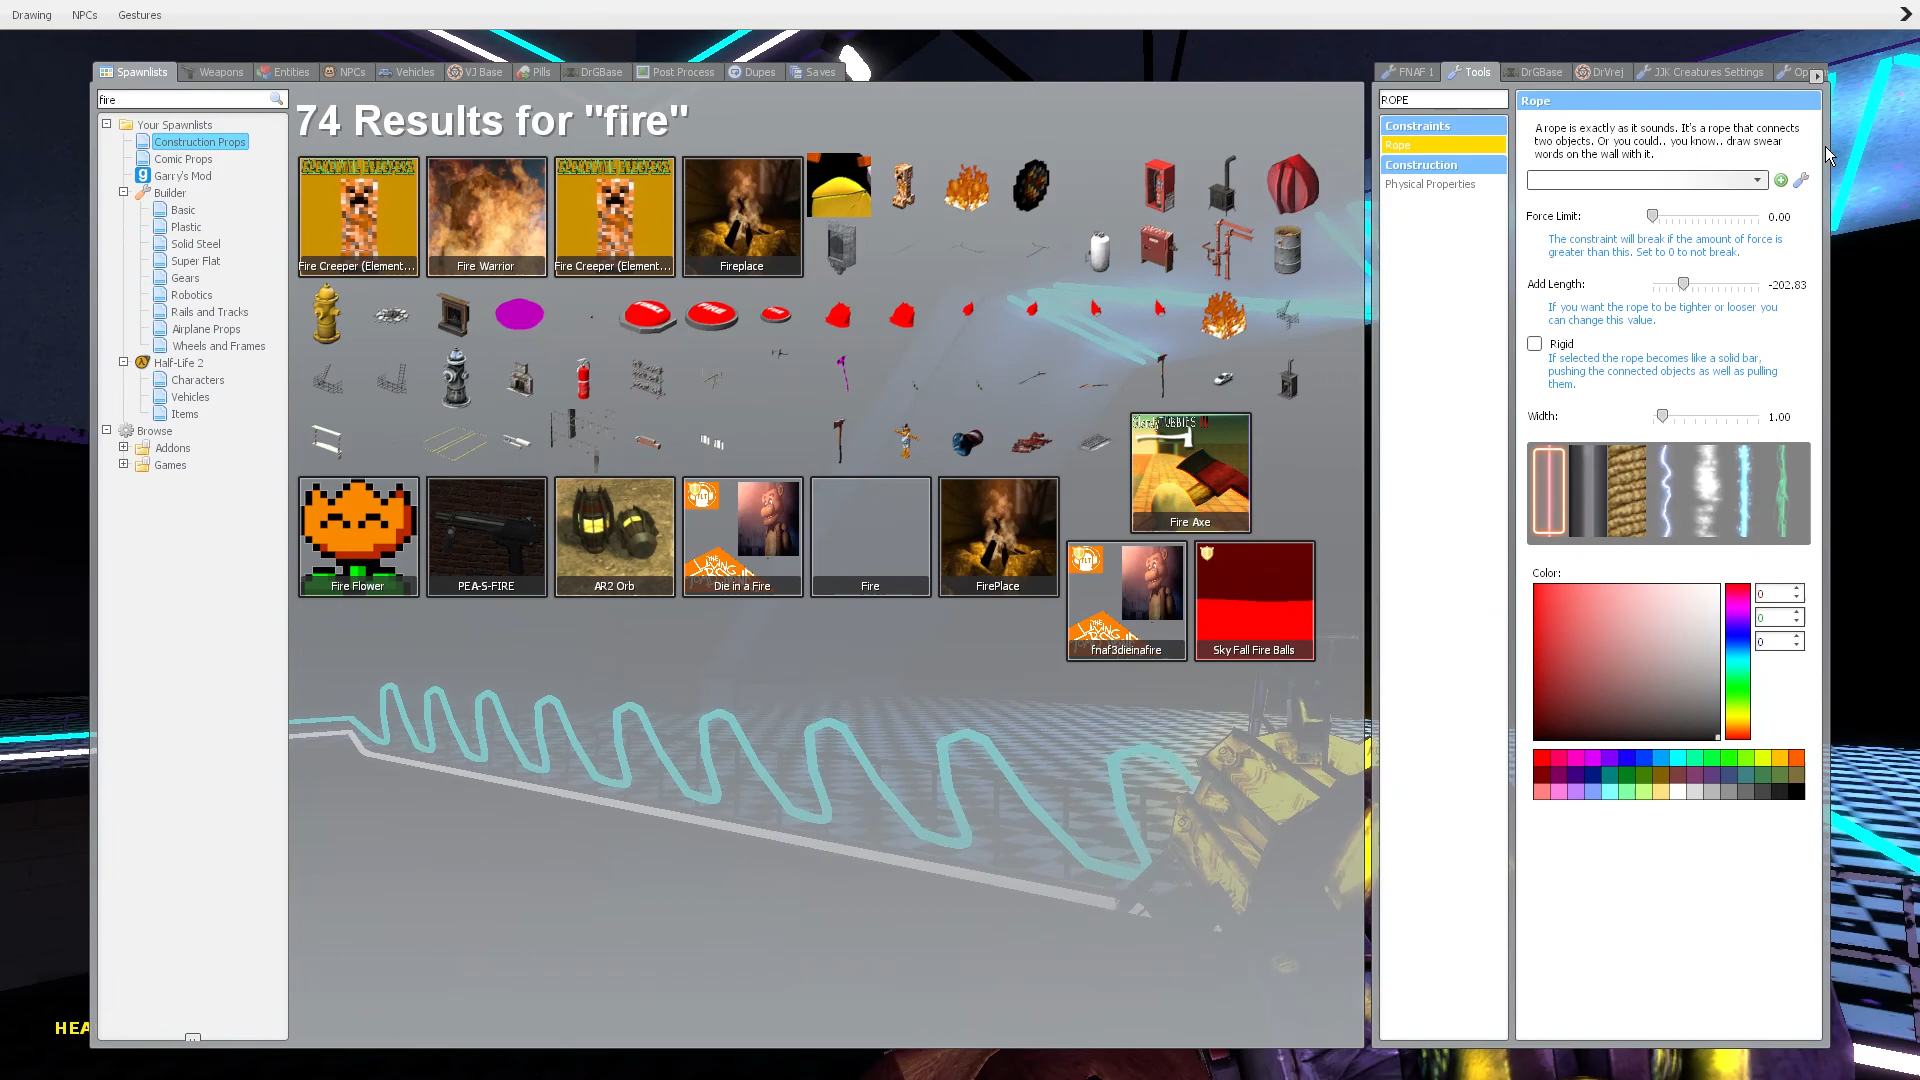 Drawing NPCs Gestures
Spawnlists Weapons Entities NPCs Vehicles VJ Base Pills DrGBase Post Process Dupes Saves
fire
74 Results for "fire"
Your Spawnlists
Construction Props
Comic Props
Garry's Mod
Builder
Basic
Plastic
Solid Steel
Super Flat
Gears
Robotics
Rails and Tracks
Airplane Props
Wheels and Frames
Half-Life 2
Characters
Vehicles
Items
Browse
Addons
Games
Fire Creeper (Element...
Fire Warrior
Fire Creeper (Element...
Fireplace
FIRE
FIRE
Fire Axe
Fire Flower
PEA-S-FIRE
AR2 Orb
Die in a Fire
Fire
FirePlace
fnaf3dieinafire
Sky Fall Fire Balls
FNAF 1 Tools DrGBase DrVrej JJK Creatures Settings
ROPE
Constraints
Rope
Construction
Physical Properties
Rope
A rope is exactly as it sounds. It's a rope that connects
two objects. Or you could.. you know.. draw swear
words on the wall with it.
Force Limit: 0.00
The constraint will break if the amount of force is
greater than this. Set to 0 to not break.
Add Length: -202.83
If you want the rope to be tighter or looser you
can change this value.
Rigid
If selected the rope becomes like a solid bar,
pushing the connected objects as well as pulling
them.
Width: 1.00
Color:
0
0
0
HEA